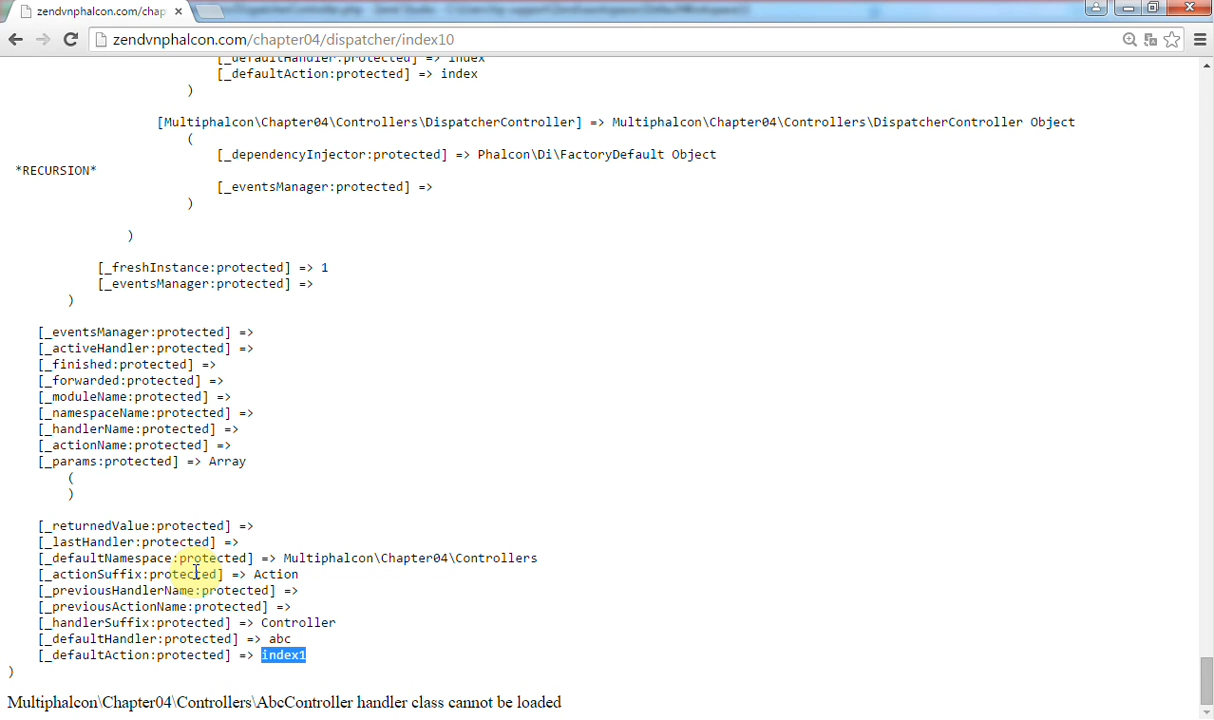 zendvnphalcon.com/chap
zendvnphalcon.com/chapter04/dispatcher/index10
[_defaultHandler:protected] => index
[_defaultAction:protected] => index
)
[Multiphalcon\Chapter04\Controllers\DispatcherController] => Multiphalcon\Chapter04\Controllers\DispatcherController Object
(
[_dependencyInjector:protected] => Phalcon\Di\FactoryDefault Object
*RECURSION*
[_eventsManager:protected] =>
)
)
[_freshInstance:protected] => 1
[_eventsManager:protected] =>
)
[_eventsManager:protected] =>
[_activeHandler:protected] =>
[_finished:protected] =>
[_forwarded:protected] =>
[_moduleName:protected] =>
[_namespaceName:protected] =>
[_handlerName:protected] =>
[_actionName:protected] =>
[_params:protected] => Array
(
)
[_returnedValue:protected] =>
[_lastHandler:protected] =>
[_defaultNamespace:protected] => Multiphalcon\Chapter04\Controllers
[_actionSuffix:protected] => Action
[_previousHandlerName:protected] =>
[_previousActionName:protected] =>
[_handlerSuffix:protected] => Controller
[_defaultHandler:protected] => abc
[_defaultAction:protected] => index1
)
Multiphalcon\Chapter04\Controllers\AbcController handler class cannot be loaded